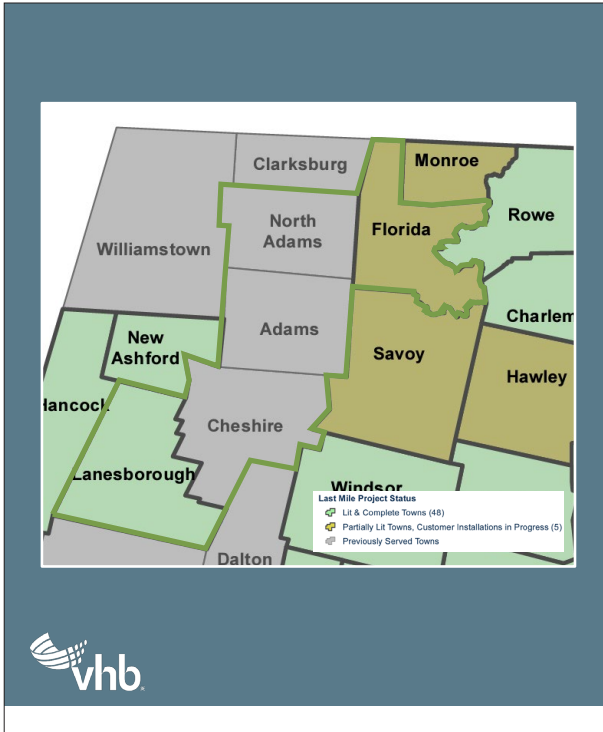 Clarksburg
Monroe
North
Adams
Rowe
Florida
Williamstown
Charlem
Adams
New
Ashford
Savoy
Hawley
Hancock
Cheshire
Lanesborough
Windsor
Last Mile Project Status
Lit & Complete Towns (48)
Partially Lit Towns, Customer Installations in Progress (5)
Previously Served Towns
Dalton
vhb